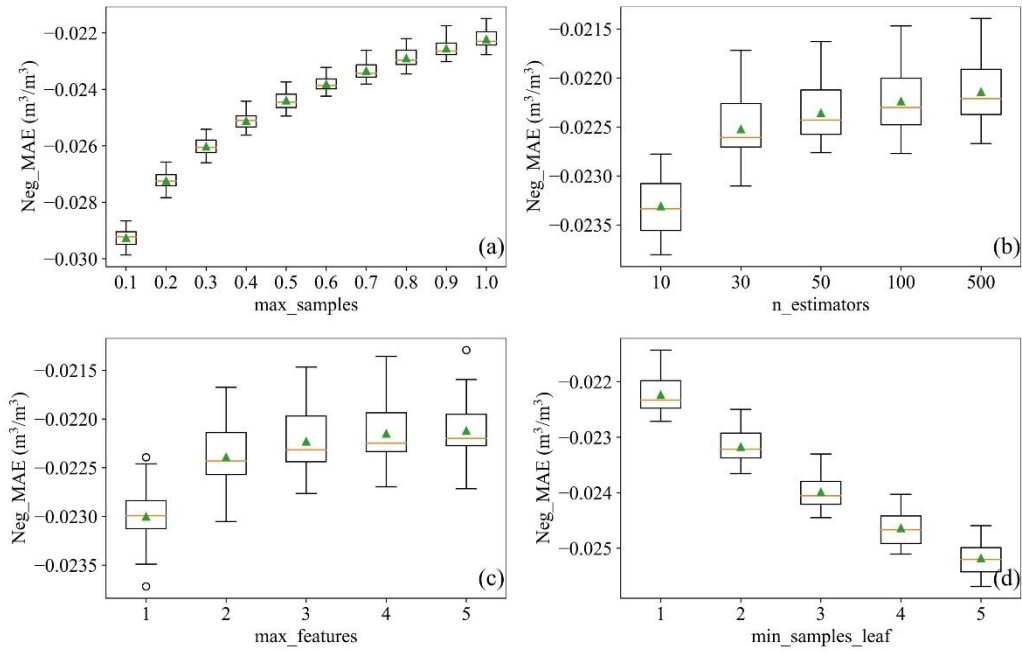 −0.022
−0.024
−0.026
−0.028
−0.030
Neg_MAE (m³/m³)
0.1 0.2 0.3 0.4 0.5 0.6 0.7 0.8 0.9 1.0
max_samples
(a)
−0.0215
−0.0220
−0.0225
−0.0230
−0.0235
Neg_MAE (m³/m³)
10 30 50 100 500
n_estimators
(b)
−0.0215
−0.0220
−0.0225
−0.0230
−0.0235
Neg_MAE (m³/m³)
1 2 3 4 5
max_features
(c)
−0.022
−0.023
−0.024
−0.025
Neg_MAE (m³/m³)
1 2 3 4 5
min_samples_leaf
(d)